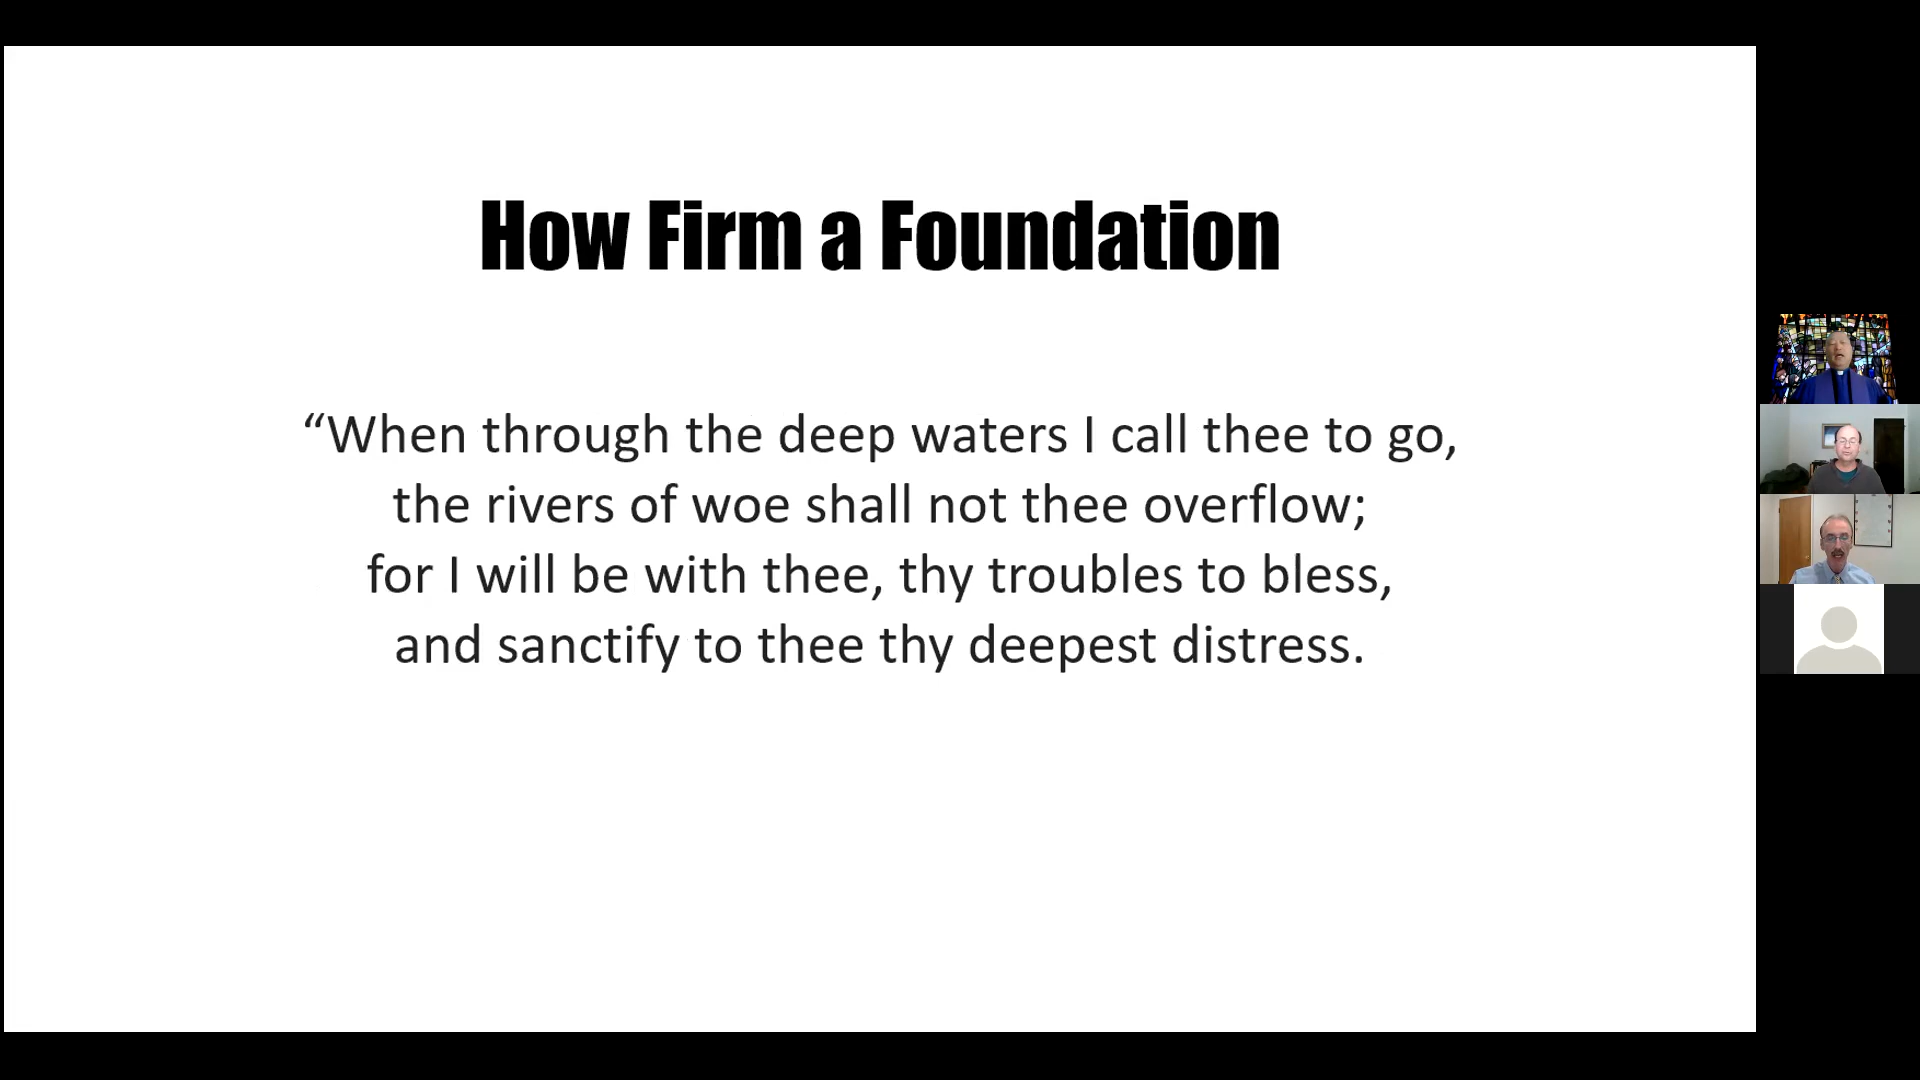 How Firm a Foundation
“When through the deep waters I call thee to go,
the rivers of woe shall not thee overflow;
for I will be with thee, thy troubles to bless,
and sanctify to thee thy deepest distress.